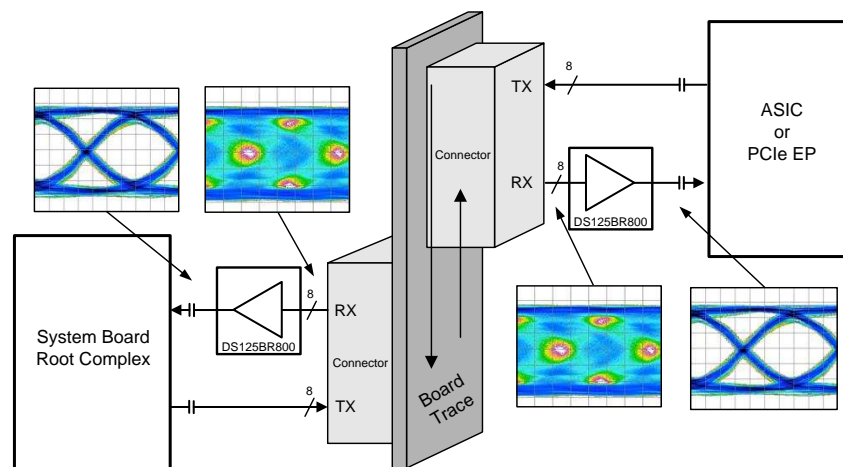 8
TX
ASIC
or
PCIe EP
Connector
RX
8
DS125BR800
8
RX
System Board
Root Complex
DS125BR800
Connector
8
TX
Board
Trace